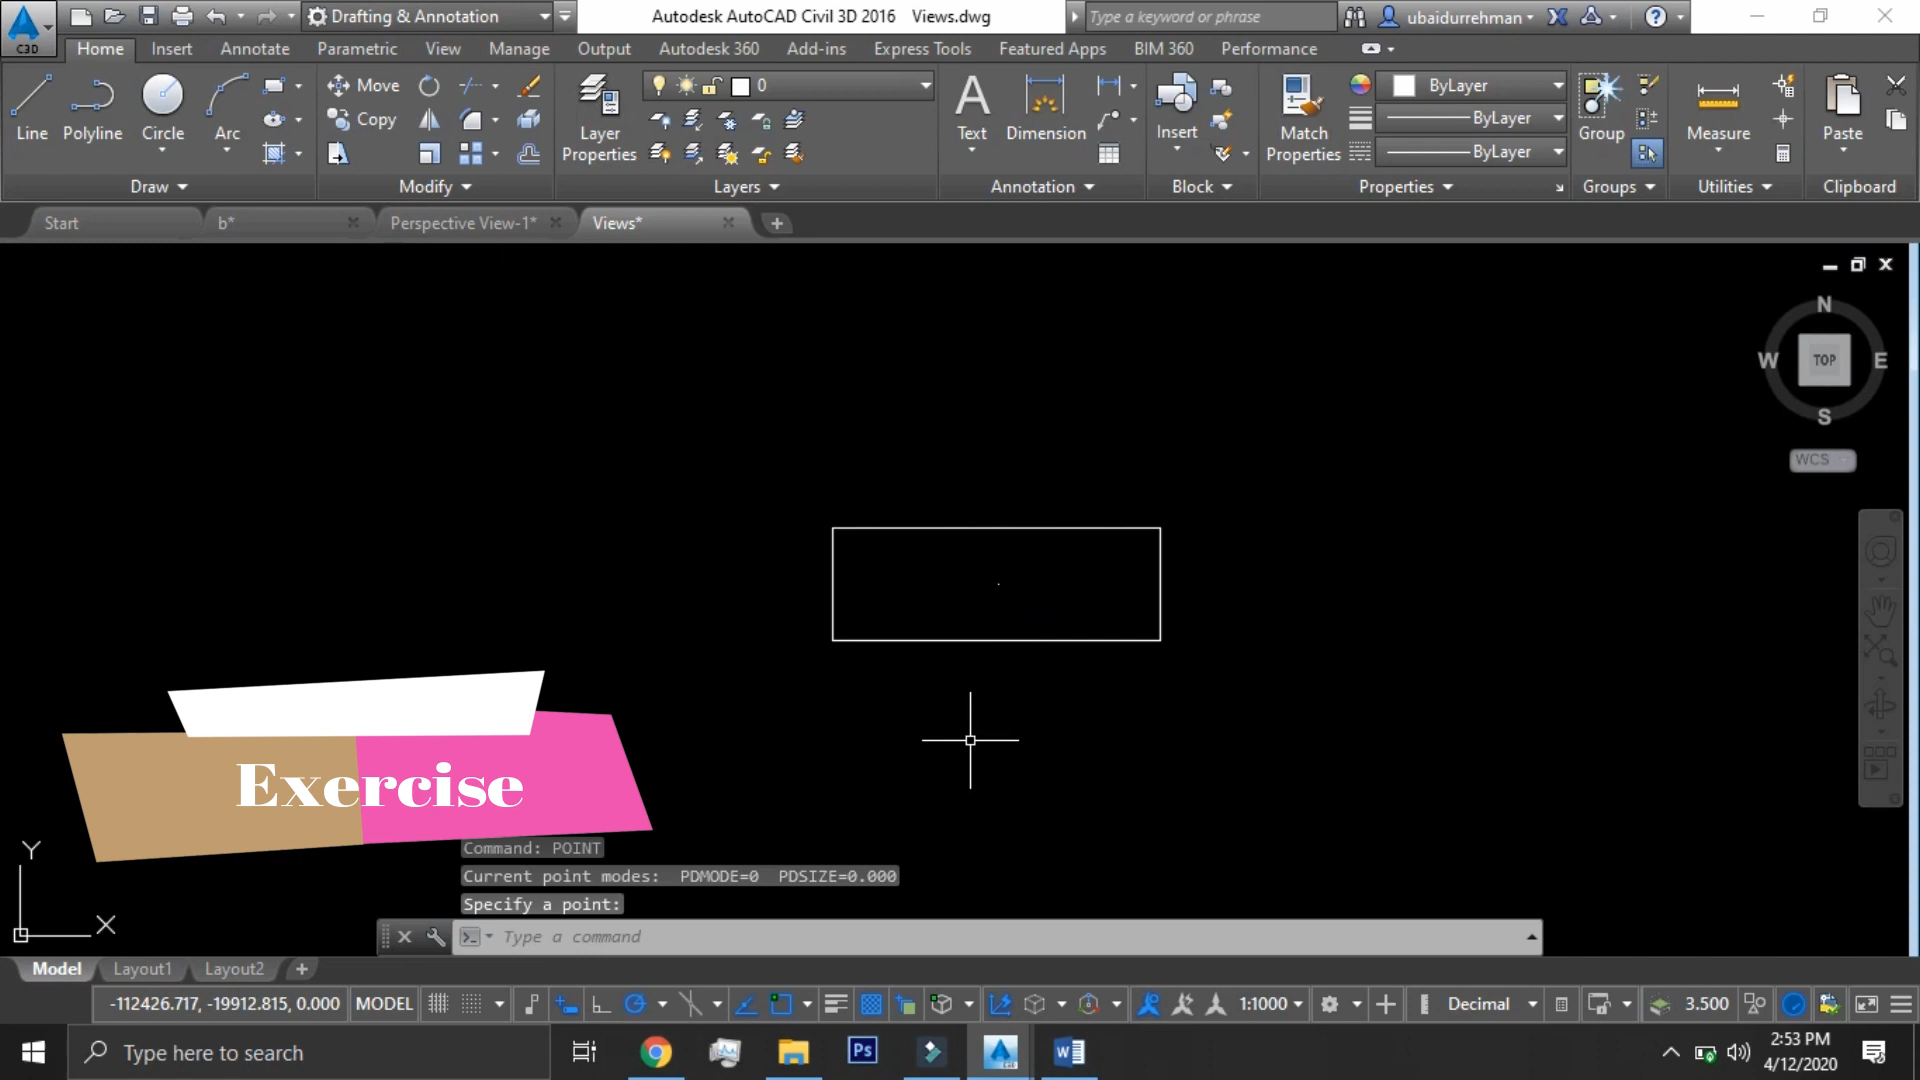 C3D
Drafting & Annotation
Autodesk AutoCAD Civil 3D 2016 Views.dwg
Type a keyword or phrase
ubaidurrehman
Home Insert Annotate Parametric View Manage Output Autodesk 360 Add-ins Express Tools Featured Apps BIM 360 Performance
Line Polyline Circle Arc
Move
Copy
Layer Properties
0
Text Dimension
Insert
Match Properties
ByLayer
ByLayer
ByLayer
Group
Measure
Paste
Draw Modify Layers Annotation Block Properties Groups Utilities Clipboard
Start b* Perspective View-1* Views*
N
W TOP E
S
WCS
Exercise
Y
X
Command: POINT
Current point modes: PDMODE=0 PDSIZE=0.000
Specify a point:
Type a command
Model Layout1 Layout2
-112426.717, -19912.815, 0.000 MODEL 1:1000 Decimal 3.500
Type here to search
Ps
W
2:53 PM
4/12/2020